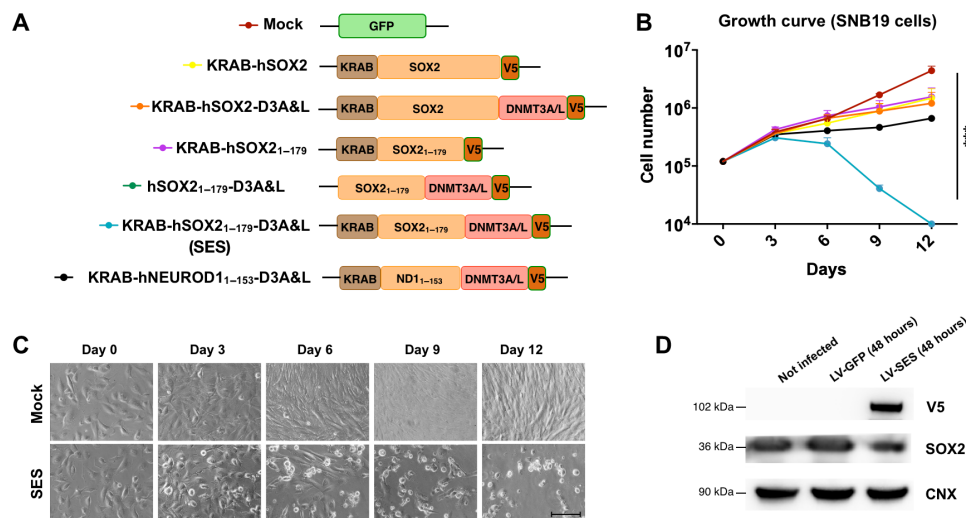 A
Mock
GFP
KRAB-hSOX2
KRAB SOX2 V5
KRAB-hSOX2-D3A&L
KRAB SOX2 DNMT3A/L V5
KRAB-hSOX2₁₋₁₇₉
KRAB SOX2₁₋₁₇₉ V5
hSOX2₁₋₁₇₉-D3A&L
SOX2₁₋₁₇₉ DNMT3A/L V5
KRAB-hSOX2₁₋₁₇₉-D3A&L
(SES)
KRAB SOX2₁₋₁₇₉ DNMT3A/L V5
KRAB-hNEUROD1₁₋₁₅₃-D3A&L
KRAB ND1₁₋₁₅₃ DNMT3A/L V5
B
Growth curve (SNB19 cells)
Cell number
10⁷
10⁶
10⁵
10⁴
0 3 6 9 12
Days
***
C
Day 0 Day 3 Day 6 Day 9 Day 12
Mock
SES
D
Not infected
LV-GFP (48 hours)
LV-SES (48 hours)
102 kDa V5
36 kDa SOX2
90 kDa CNX